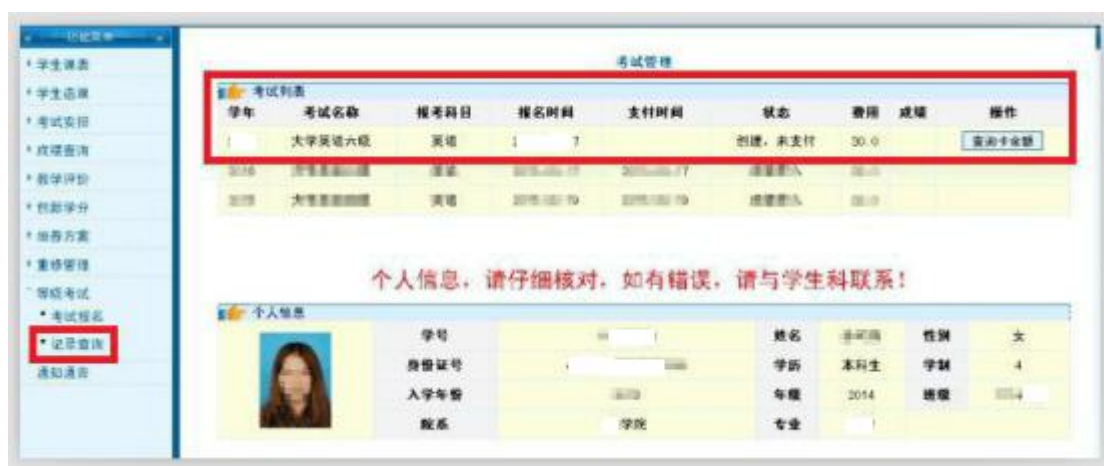 功能菜单
学生课表
学生选课
考试安排
成绩查询
教学评价
创新学分
培养方案
重修管理
等级考试
考试报名
记录查询
通知通告
考试管理
考试列表
学年 考试名称 报考科目 报名时间 支付时间 状态 费用 成绩 操作
大学英语六级 英语 创建，未支付 30.0 查询卡余额
英语
英语
个人信息，请仔细核对，如有错误，请与学生科联系！
个人信息
学号 姓名 性别 女
身份证号 学历 本科生 学制 4
入学年份 年级 2014 班级
院系 学院 专业